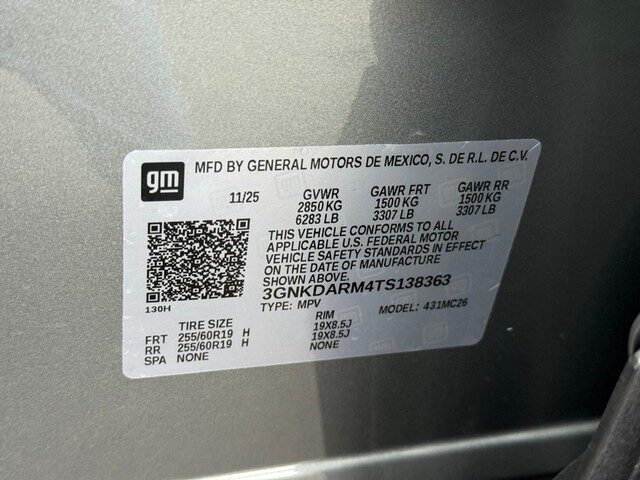 gm
MFD BY GENERAL MOTORS DE MEXICO, S. DE R.L. DE C.V.
11/25 GVWR GAWR FRT GAWR RR
2850 KG 1500 KG 1500 KG
6283 LB 3307 LB 3307 LB
THIS VEHICLE CONFORMS TO ALL
APPLICABLE U.S. FEDERAL MOTOR
VEHICLE SAFETY STANDARDS IN EFFECT
ON THE DATE OF MANUFACTURE SHOWN ABOVE.
3GNKDARM4TS138363
130H TYPE: MPV MODEL: 431MC26
TIRE SIZE RIM
FRT 255/60R19 H 19X8.5J
RR 255/60R19 H 19X8.5J
SPA NONE NONE